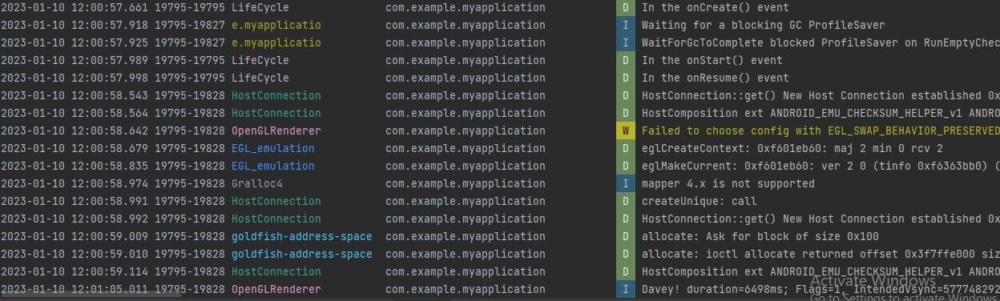 2023-01-10 12:00:57.661 19795-19795 LifeCycle com.example.myapplication D In the onCreate() event
2023-01-10 12:00:57.918 19795-19827 e.myapplicatio com.example.myapplication I Waiting for a blocking GC ProfileSaver
2023-01-10 12:00:57.925 19795-19827 e.myapplicatio com.example.myapplication I WaitForGcToComplete blocked ProfileSaver on RunEmptyChec
2023-01-10 12:00:57.989 19795-19795 LifeCycle com.example.myapplication D In the onStart() event
2023-01-10 12:00:57.998 19795-19795 LifeCycle com.example.myapplication D In the onResume() event
2023-01-10 12:00:58.543 19795-19828 HostConnection com.example.myapplication D HostConnection::get() New Host Connection established 0x
2023-01-10 12:00:58.564 19795-19828 HostConnection com.example.myapplication D HostComposition ext ANDROID_EMU_CHECKSUM_HELPER_v1 ANDRO
2023-01-10 12:00:58.642 19795-19828 OpenGLRenderer com.example.myapplication W Failed to choose config with EGL_SWAP_BEHAVIOR_PRESERVED
2023-01-10 12:00:58.679 19795-19828 EGL_emulation com.example.myapplication D eglCreateContext: 0xf601eb60: maj 2 min 0 rcv 2
2023-01-10 12:00:58.835 19795-19828 EGL_emulation com.example.myapplication D eglMakeCurrent: 0xf601eb60: ver 2 0 (tinfo 0xf6363bb0) (
2023-01-10 12:00:58.974 19795-19828 Gralloc4 com.example.myapplication I mapper 4.x is not supported
2023-01-10 12:00:58.991 19795-19828 HostConnection com.example.myapplication D createUnique: call
2023-01-10 12:00:58.992 19795-19828 HostConnection com.example.myapplication D HostConnection::get() New Host Connection established 0x
2023-01-10 12:00:59.009 19795-19828 goldfish-address-space com.example.myapplication D allocate: Ask for block of size 0x100
2023-01-10 12:00:59.010 19795-19828 goldfish-address-space com.example.myapplication D allocate: ioctl allocate returned offset 0x3f7ffe000 siz
2023-01-10 12:00:59.114 19795-19828 HostConnection com.example.myapplication D HostComposition ext ANDROID_EMU_CHECKSUM_HELPER_v1 ANDRO
Activate Windows
2023-01-10 12:01:05.011 19795-19828 OpenGLRenderer com.example.myapplication I Davey! duration=6498ms; Flags=1, IntendedVsync=577748292
Go to Settings to activate Windows